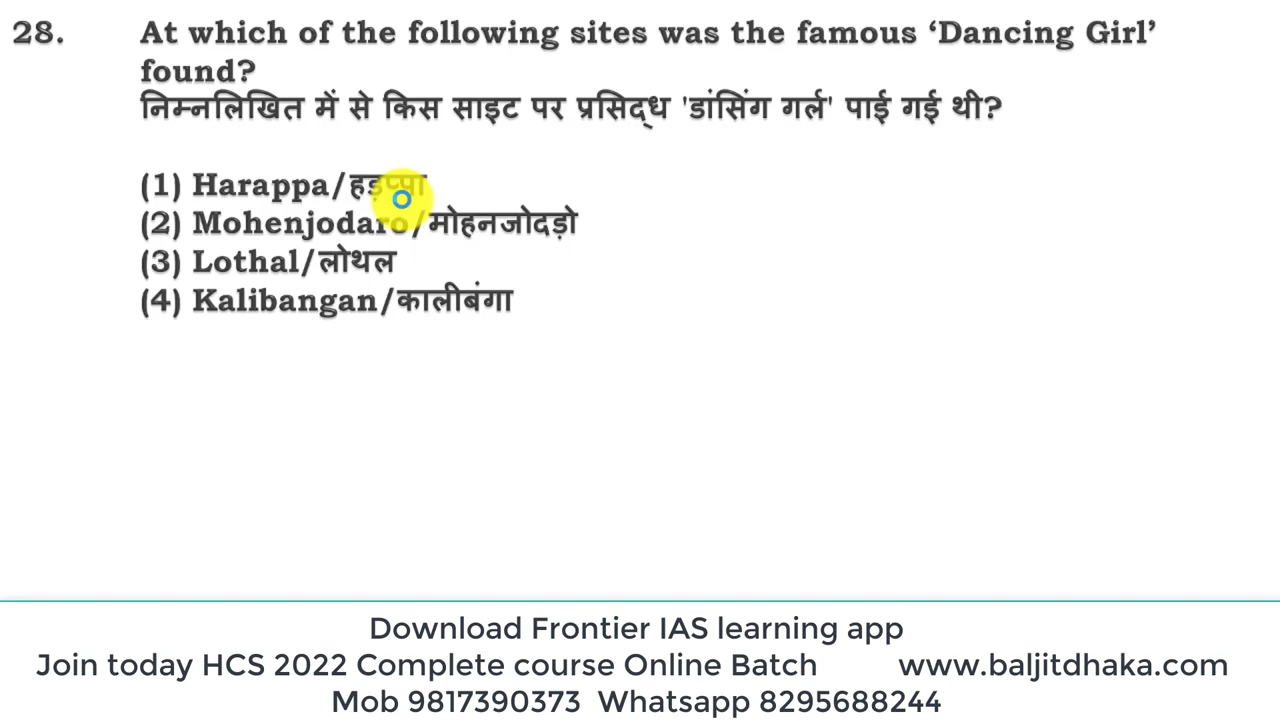 28. At which of the following sites was the famous ‘Dancing Girl’
found?
निम्नलिखित में से किस साइट पर प्रसिद्ध 'डांसिंग गर्ल' पाई गई थी?
(1) Harappa/हड़प्पा
(2) Mohenjodaro/मोहनजोदड़ो
(3) Lothal/लोथल
(4) Kalibangan/कालीबंगा
Download Frontier IAS learning app
Join today HCS 2022 Complete course Online Batch www.baljitdhaka.com
Mob 9817390373 Whatsapp 8295688244